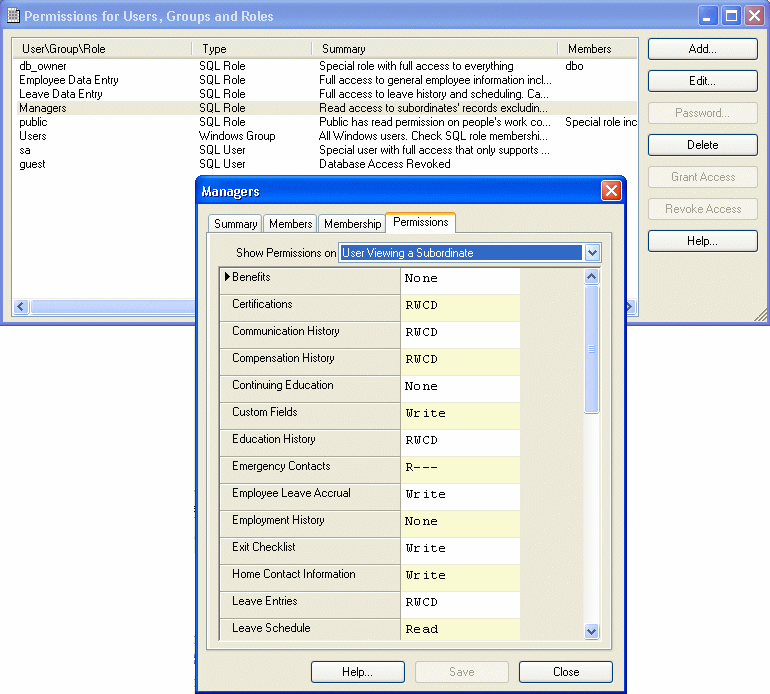 Permissions for Users, Groups and Roles
User\Group\Role Type Summary Members
db_owner SQL Role Special role with full access to everything dbo
Employee Data Entry SQL Role Full access to general employee information incl...
Leave Data Entry SQL Role Full access to leave history and scheduling. Ca...
Managers SQL Role Read access to subordinates' records excludin...
public SQL Role Public has read permission on people's work co... Special role inc
Users Windows Group All Windows users. Check SQL role membershi...
sa SQL User Special user with full access that only supports ...
guest SQL User Database Access Revoked
Add...
Edit...
Password...
Delete
Grant Access
Revoke Access
Help...
Managers
Summary Members Membership Permissions
Show Permissions on User Viewing a Subordinate
Benefits None
Certifications RWCD
Communication History RWCD
Compensation History RWCD
Continuing Education None
Custom Fields Write
Education History RWCD
Emergency Contacts R---
Employee Leave Accrual Write
Employment History None
Exit Checklist Write
Home Contact Information Write
Leave Entries RWCD
Leave Schedule Read
Help... Save Close